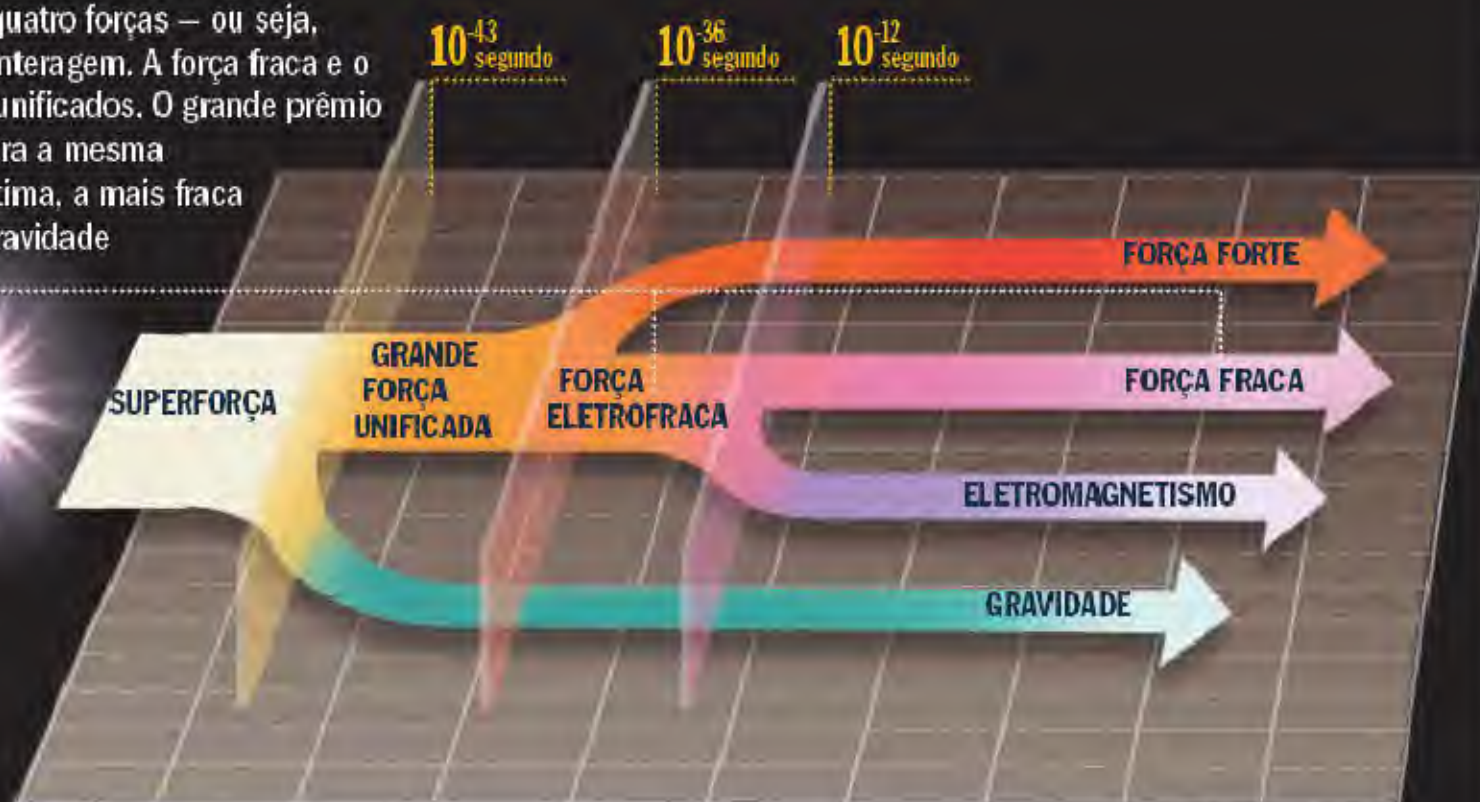 quatro forças — ou seja,
nteragem. A força fraca e o
unificados. O grande prêmio
ra a mesma
tima, a mais fraca
ravidade
10-43 segundo
10-36 segundo
10-12 segundo
FORÇA FORTE
GRANDE
FORÇA
UNIFICADA
FORÇA
ELETROFRACA
FORÇA FRACA
SUPERFORÇA
ELETROMAGNETISMO
GRAVIDADE